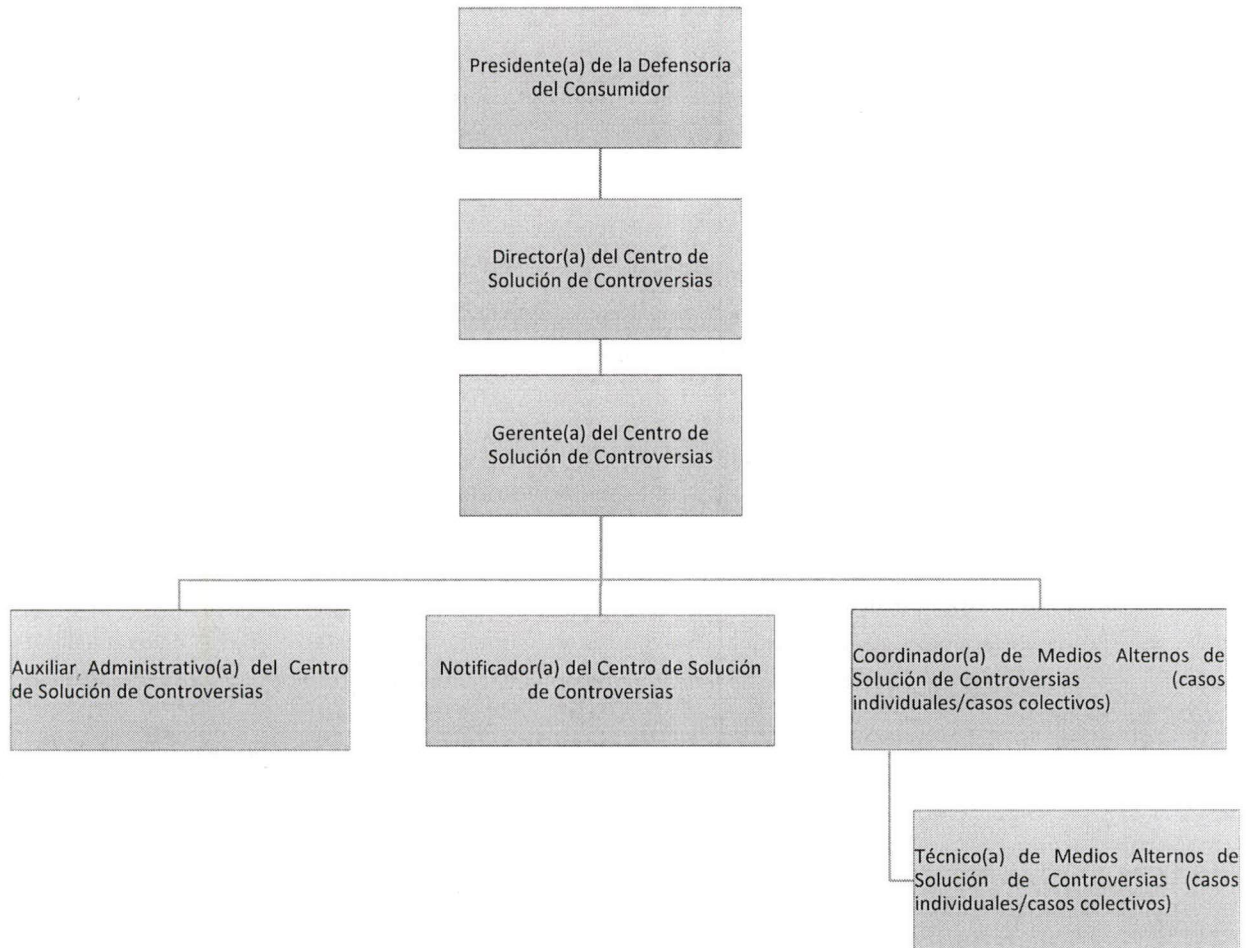 Presidente(a) de la Defensoría
del Consumidor
Director(a) del Centro de
Solución de Controversias
Gerente(a) del Centro de
Solución de Controversias
Auxiliar Administrativo(a) del Centro
de Solución de Controversias
Notificador(a) del Centro de Solución
de Controversias
Coordinador(a) de Medios Alternos de
Solución de Controversias (casos
individuales/casos colectivos)
Técnico(a) de Medios Alternos de
Solución de Controversias (casos
individuales/casos colectivos)